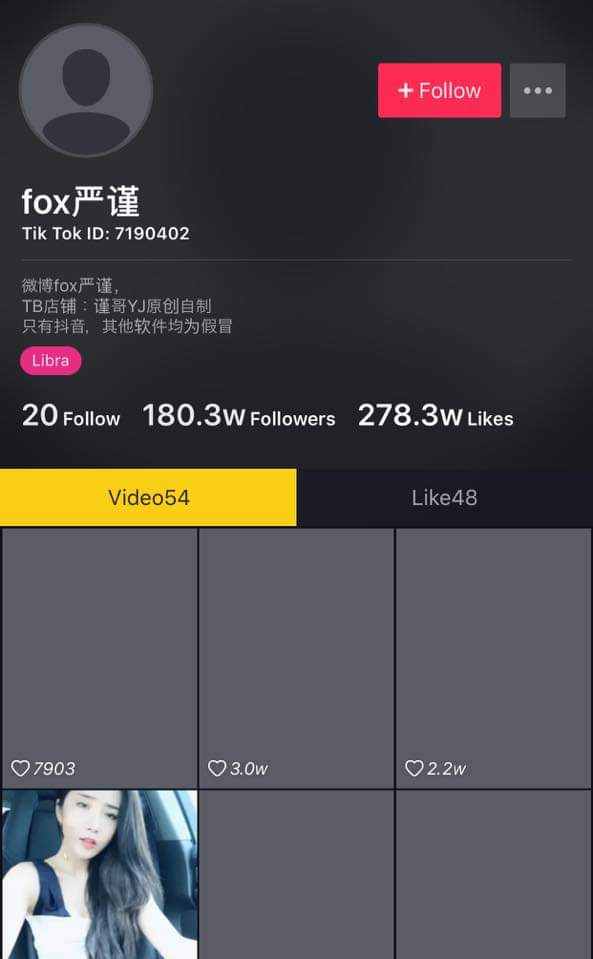 + Follow
fox严谨
Tik Tok ID: 7190402
微博fox严谨,
TB店铺：谨哥YJ原创自制
只有抖音，其他软件均为假冒
Libra
20 Follow 180.3w Followers 278.3w Likes
Video54 Like48
7903 3.0w 2.2w